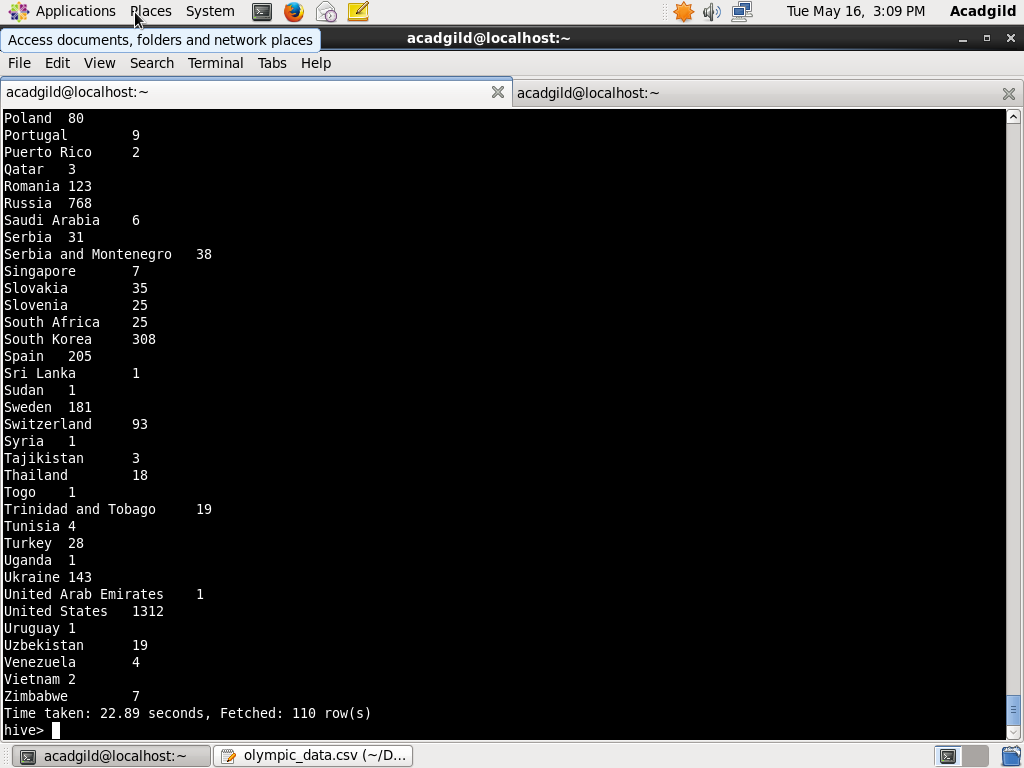 Applications Places System Tue May 16, 3:09 PM Acadgild
Access documents, folders and network places
acadgild@localhost:~
File Edit View Search Terminal Tabs Help
acadgild@localhost:~ acadgild@localhost:~
Poland 80
Portugal 9
Puerto Rico 2
Qatar 3
Romania 123
Russia 768
Saudi Arabia 6
Serbia 31
Serbia and Montenegro 38
Singapore 7
Slovakia 35
Slovenia 25
South Africa 25
South Korea 308
Spain 205
Sri Lanka 1
Sudan 1
Sweden 181
Switzerland 93
Syria 1
Tajikistan 3
Thailand 18
Togo 1
Trinidad and Tobago 19
Tunisia 4
Turkey 28
Uganda 1
Ukraine 143
United Arab Emirates 1
United States 1312
Uruguay 1
Uzbekistan 19
Venezuela 4
Vietnam 2
Zimbabwe 7
Time taken: 22.89 seconds, Fetched: 110 row(s)
hive>
acadgild@localhost:~ olympic_data.csv (~/D...